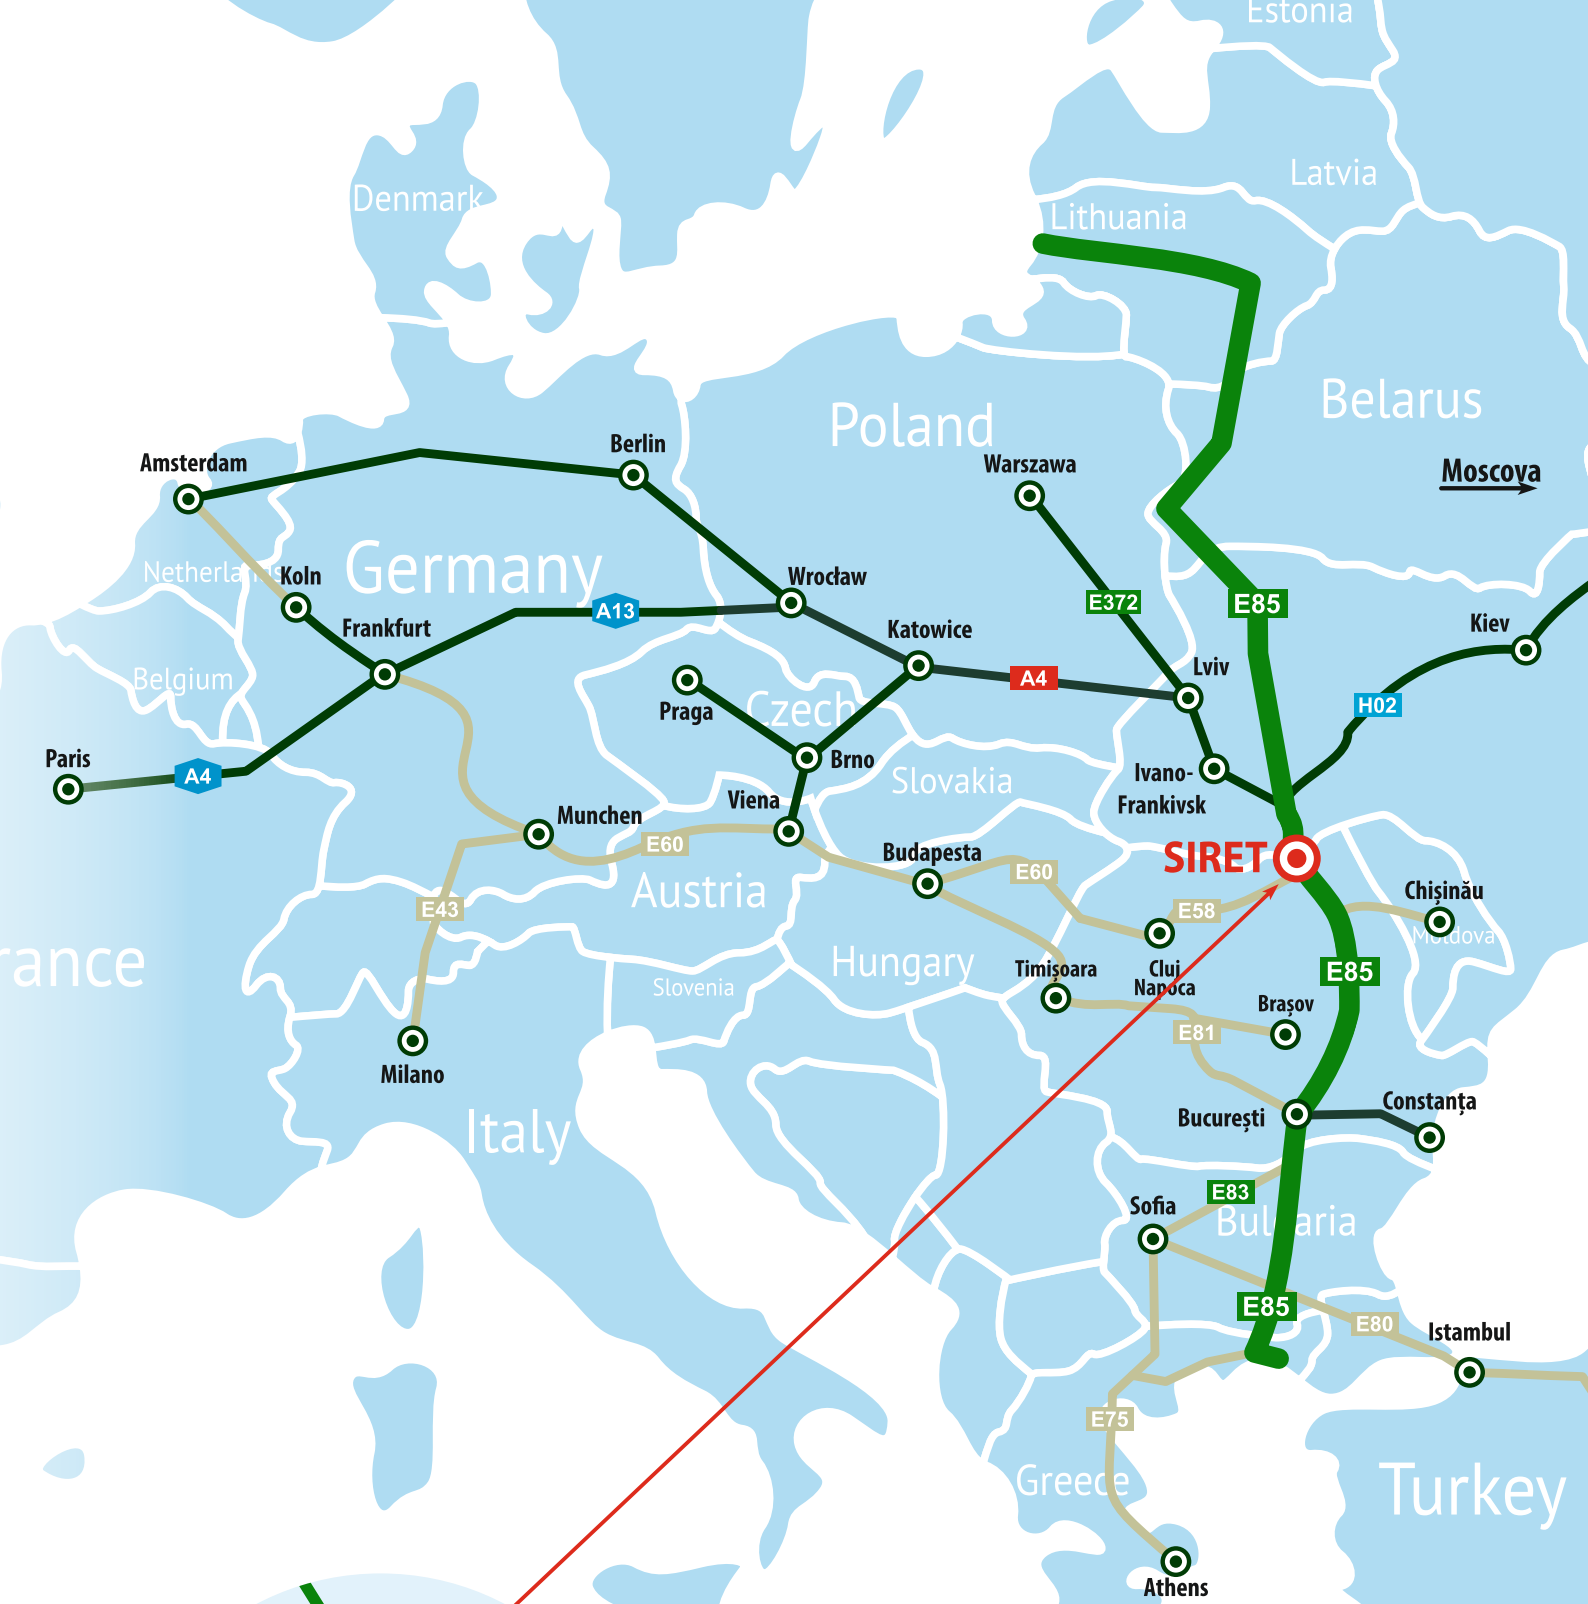 Estonia
Latvia
Denmark
Lithuania
Belarus
Poland
Berlin
Amsterdam
Warszawa
Moscova
Germany
Netherlands
Koln
Wrocław
E372
E85
A13
Frankfurt
Katowice
Kiev
Belgium
A4
Lviv
Praga
Czech
H02
Paris
A4
Brno
Slovakia
Ivano-
Frankivsk
Viena
Munchen
E60
Budapesta
SIRET
E60
Austria
Chișinău
E43
E58
Moldova
rance
Hungary
Timișoara
Cluj
Napoca
E85
Slovenia
Brașov
E81
Milano
Constanța
București
Italy
E83
Sofia
Bulgaria
E85
E80
Istambul
E75
Greece
Turkey
Athens